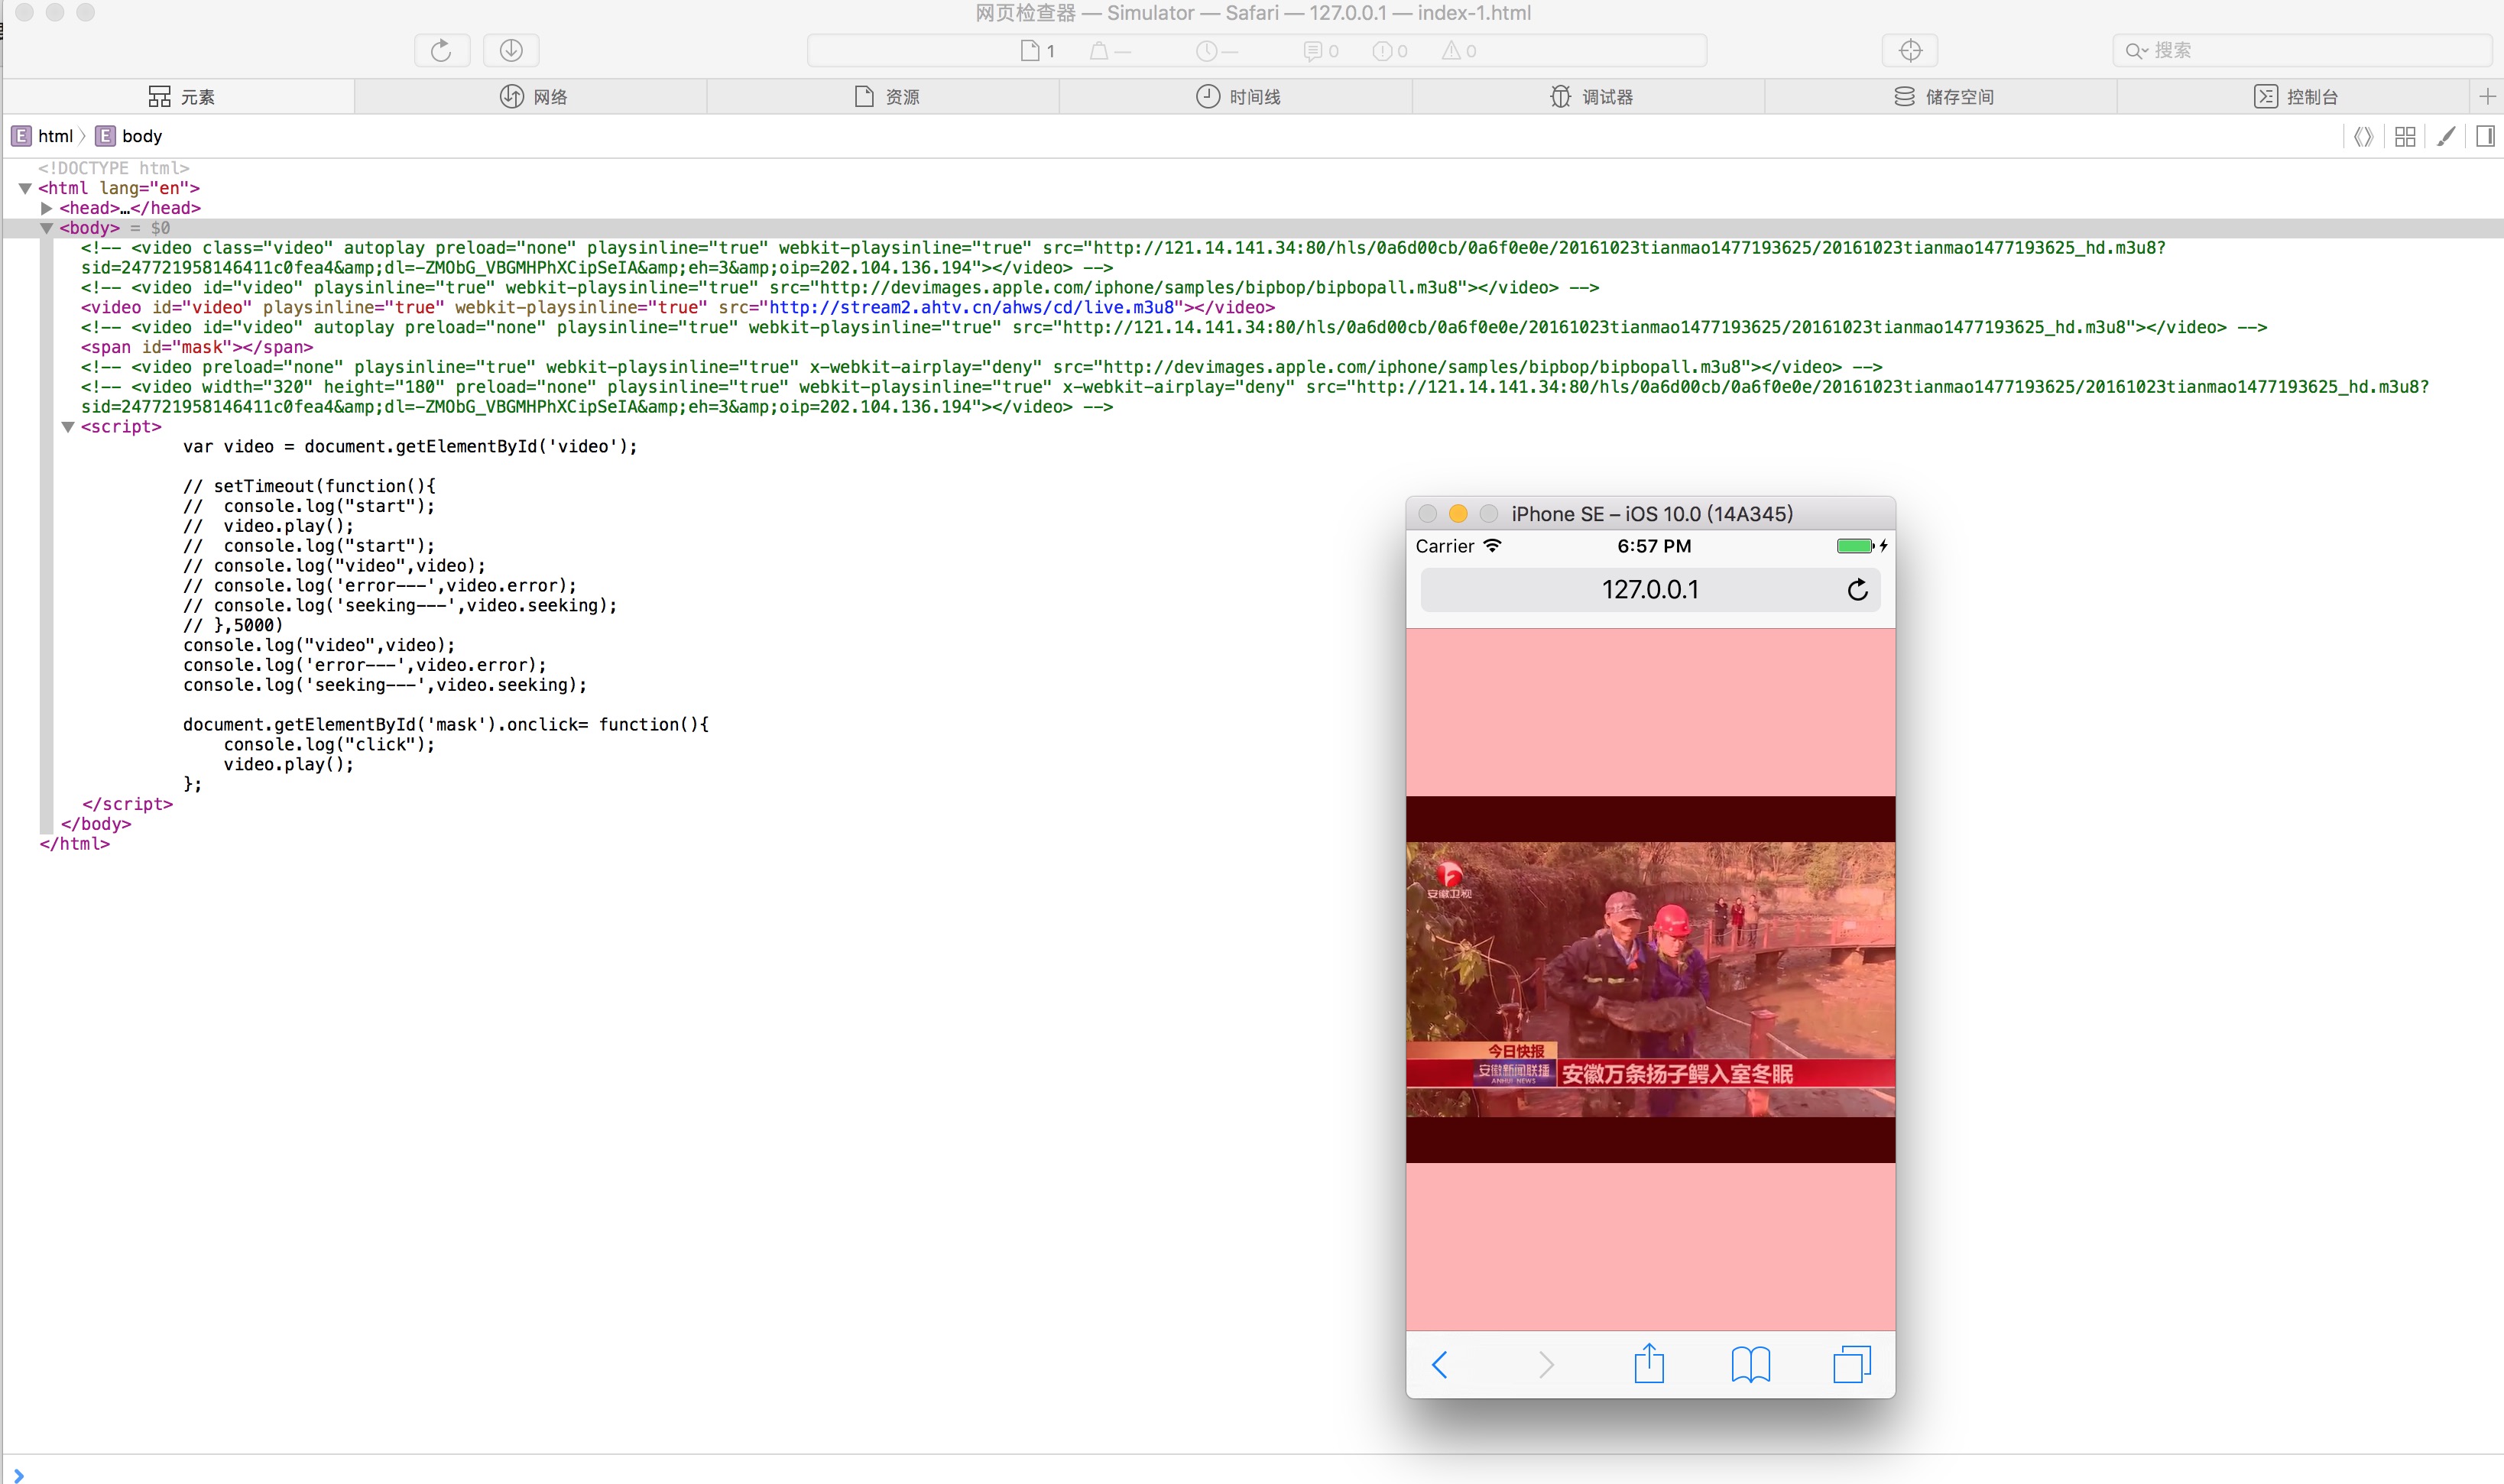 网页检查器 — Simulator — Safari — 127.0.0.1 — index-1.html
1 — — 0 0 0 搜索
元素 网络 资源 时间线 调试器 储存空间 控制台
E html E body
<!DOCTYPE html>
<html lang="en">
<head>…</head>
<body> = $0
<!-- <video class="video" autoplay preload="none" playsinline="true" webkit-playsinline="true" src="http://121.14.141.34:80/hls/0a6d00cb/0a6f0e0e/20161023tianmao1477193625/20161023tianmao1477193625_hd.m3u8?
sid=247721958146411c0fea4&amp;dl=-ZMObG_VBGMHPhXCipSeIA&amp;eh=3&amp;oip=202.104.136.194"></video> -->
<!-- <video id="video" playsinline="true" webkit-playsinline="true" src="http://devimages.apple.com/iphone/samples/bipbop/bipbopall.m3u8"></video> -->
<video id="video" playsinline="true" webkit-playsinline="true" src="http://stream2.ahtv.cn/ahws/cd/live.m3u8"></video>
<!-- <video id="video" autoplay preload="none" playsinline="true" webkit-playsinline="true" src="http://121.14.141.34:80/hls/0a6d00cb/0a6f0e0e/20161023tianmao1477193625/20161023tianmao1477193625_hd.m3u8"></video> -->
<span id="mask"></span>
<!-- <video preload="none" playsinline="true" webkit-playsinline="true" x-webkit-airplay="deny" src="http://devimages.apple.com/iphone/samples/bipbop/bipbopall.m3u8"></video> -->
<!-- <video width="320" height="180" preload="none" playsinline="true" webkit-playsinline="true" x-webkit-airplay="deny" src="http://121.14.141.34:80/hls/0a6d00cb/0a6f0e0e/20161023tianmao1477193625/20161023tianmao1477193625_hd.m3u8?
sid=247721958146411c0fea4&amp;dl=-ZMObG_VBGMHPhXCipSeIA&amp;eh=3&amp;oip=202.104.136.194"></video> -->
<script>
var video = document.getElementById('video');
// setTimeout(function(){
//  console.log("start");
//  video.play();
//  console.log("start");
// console.log("video",video);
// console.log('error---',video.error);
// console.log('seeking---',video.seeking);
// },5000)
console.log("video",video);
console.log('error---',video.error);
console.log('seeking---',video.seeking);
document.getElementById('mask').onclick= function(){
console.log("click");
video.play();
};
</script>
</body>
</html>
iPhone SE – iOS 10.0 (14A345)
Carrier 6:57 PM
127.0.0.1
安徽卫视
今日快报
安徽新闻联播
ANHUI NEWS
安徽万条扬子鳄入室冬眠